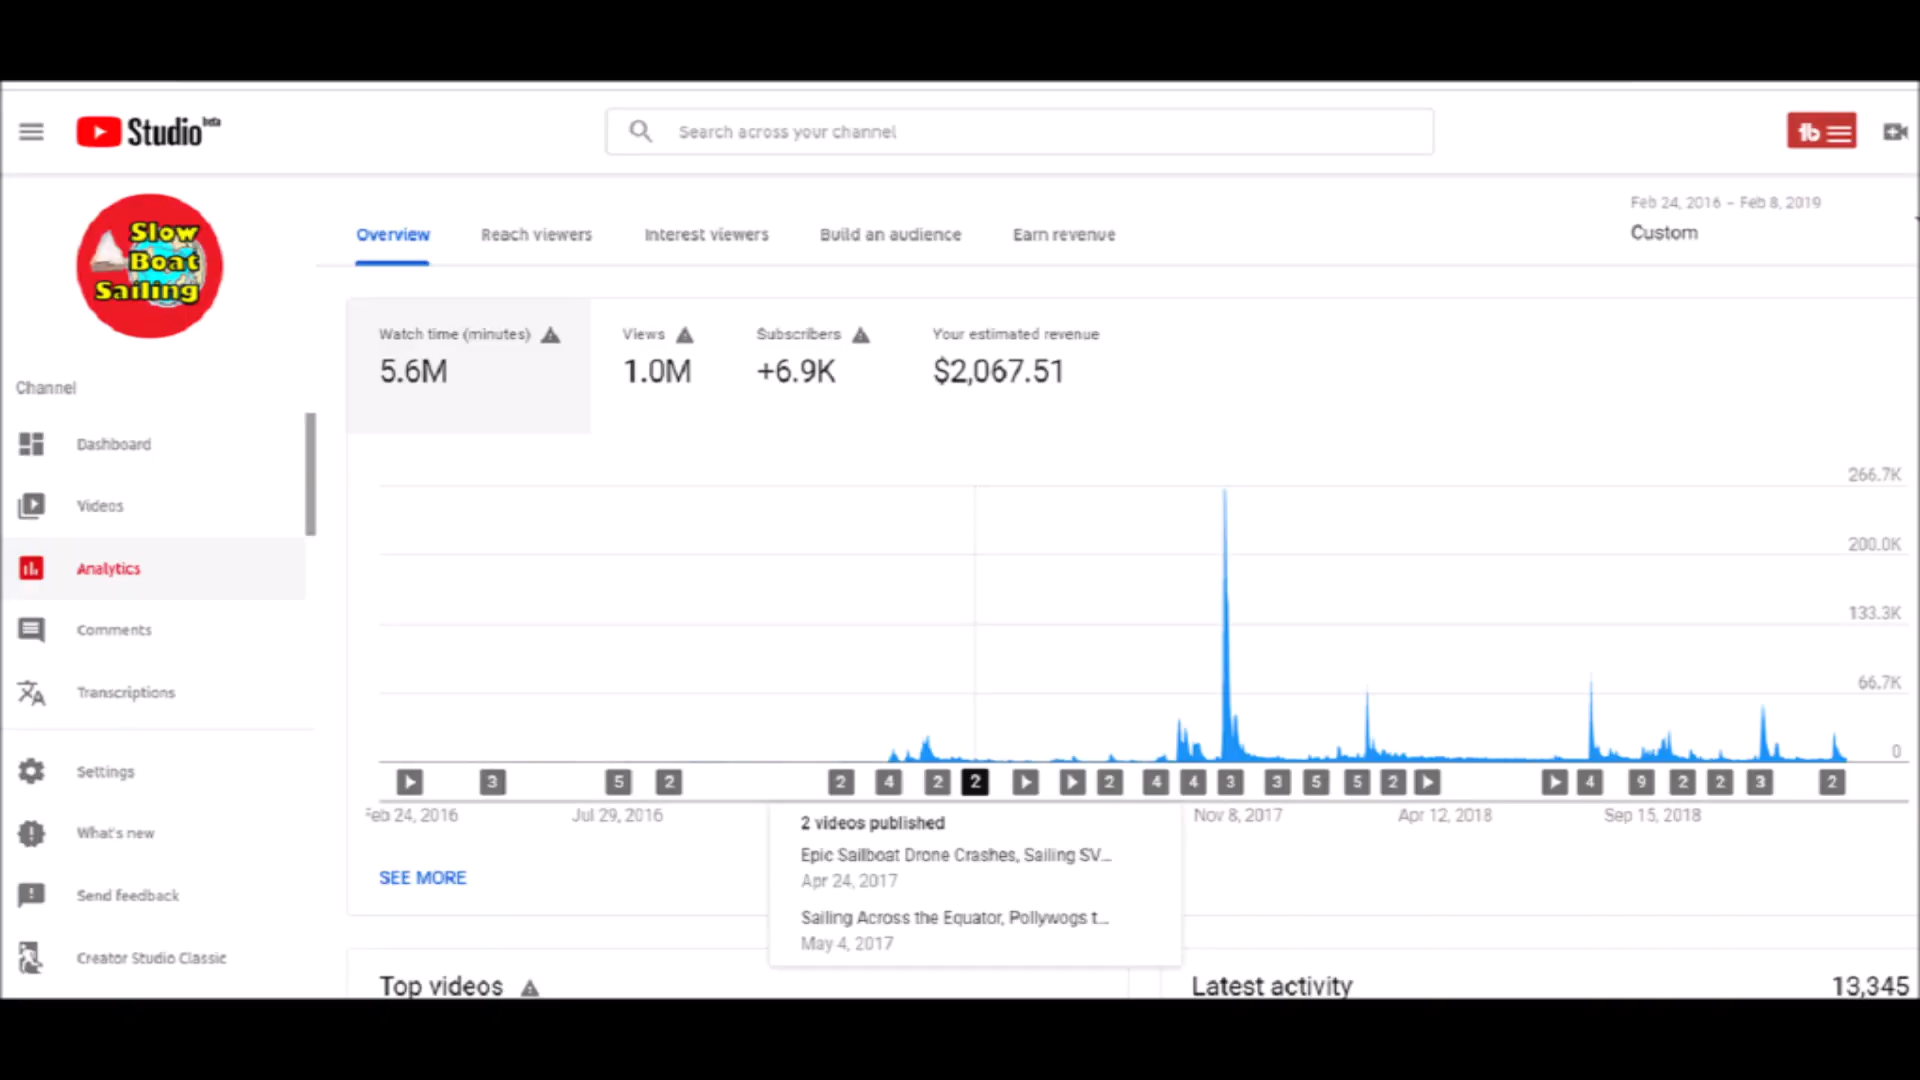 Studio beta
Search across your channel
tb
Slow
Boat
Sailing
Feb 24, 2016 – Feb 8, 2019
Custom
Overview
Reach viewers
Interest viewers
Build an audience
Earn revenue
Watch time (minutes)
5.6M
Views
1.0M
Subscribers
+6.9K
Your estimated revenue
$2,067.51
Channel
Dashboard
Videos
Analytics
Comments
Transcriptions
Settings
What's new
Send feedback
Creator Studio Classic
266.7K
200.0K
133.3K
66.7K
0
3 5 2 2 4 2 2 2 4 4 3 3 5 5 2 4 9 2 2 3 2
Feb 24, 2016
Jul 29, 2016
Nov 8, 2017
Apr 12, 2018
Sep 15, 2018
2 videos published
Epic Sailboat Drone Crashes, Sailing SV...
Apr 24, 2017
Sailing Across the Equator, Pollywogs t...
May 4, 2017
SEE MORE
Top videos
Latest activity
13,345